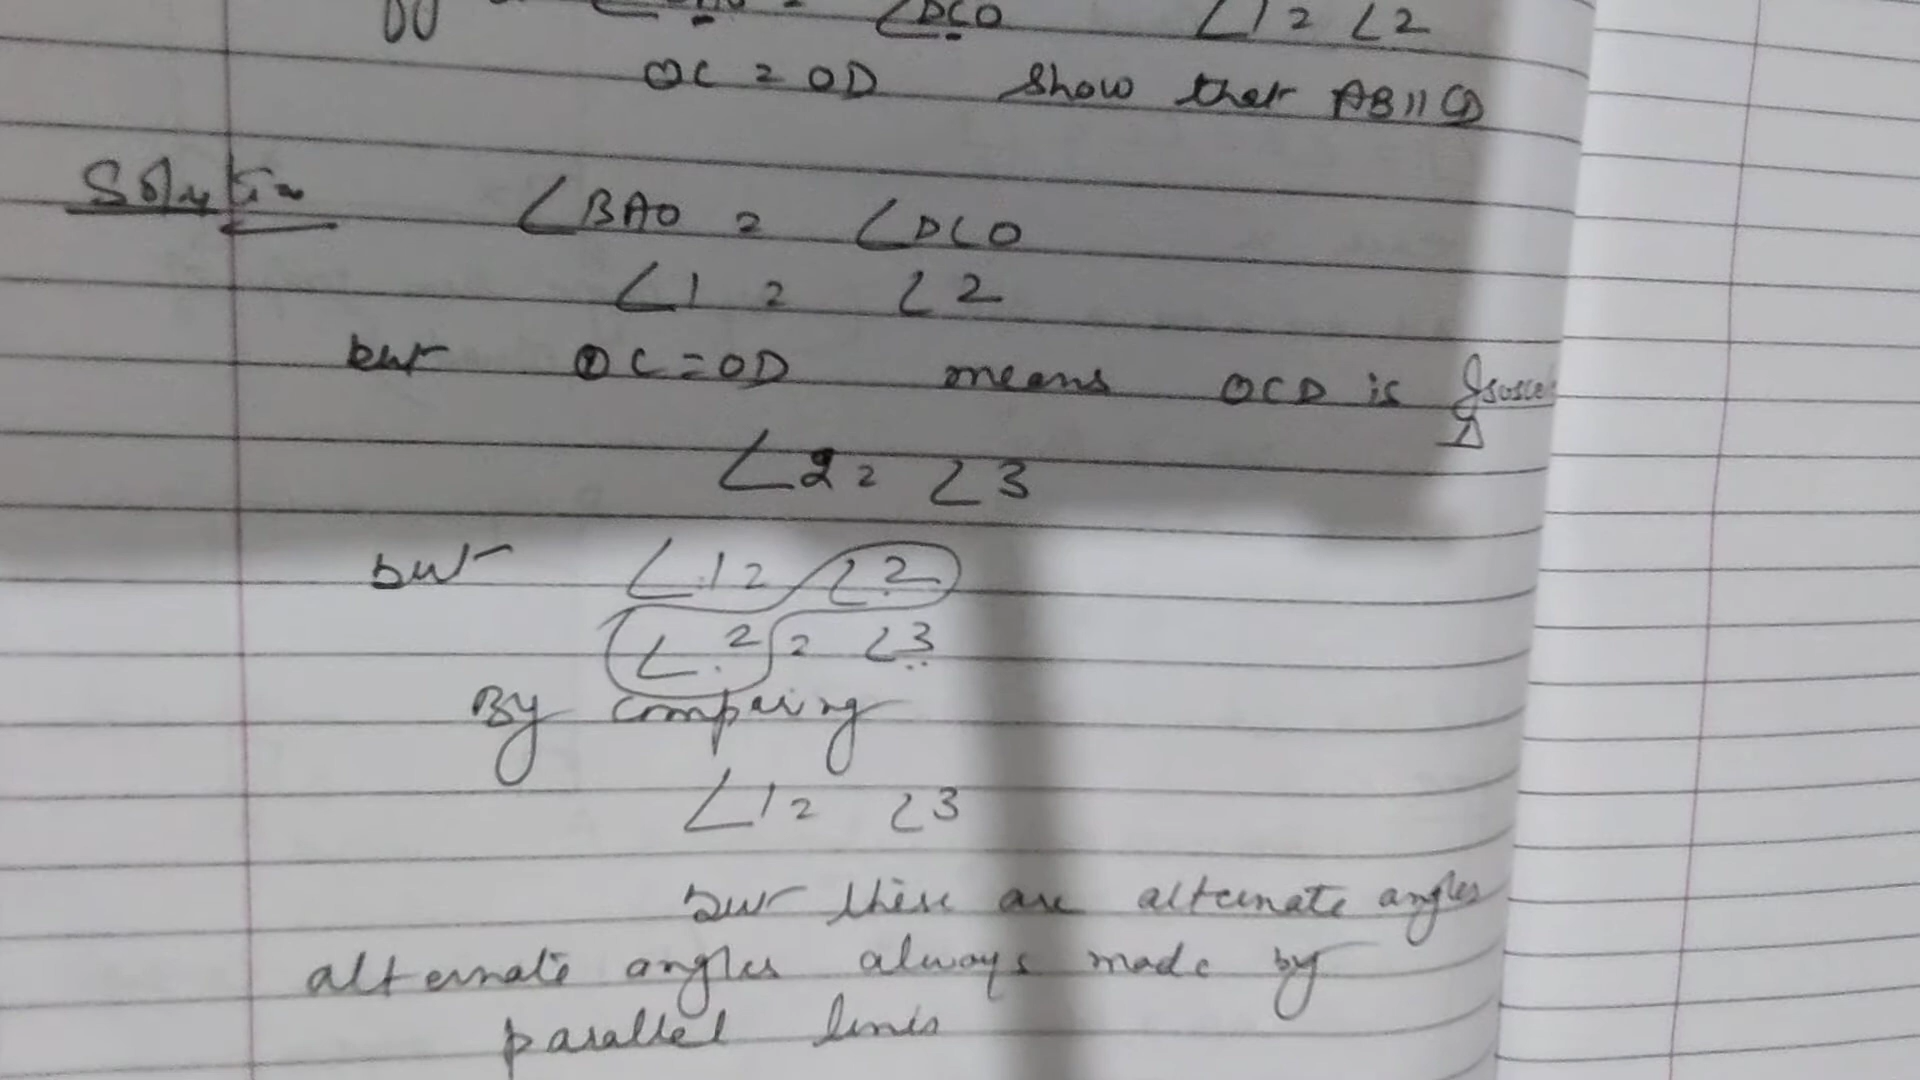 ∠DCO ∠1 = ∠2
OC = OD Show that AB || CD
Solution ∠BAO = ∠DCO
∠1 = ∠2
but OC = OD means OCD is Isosceles
Δ
∠2 = ∠3
but ∠1 = ∠2
∠2 = ∠3
By comparing
∠1 = ∠3
but these are alternate angles
alternate angles always made by
parallel lines